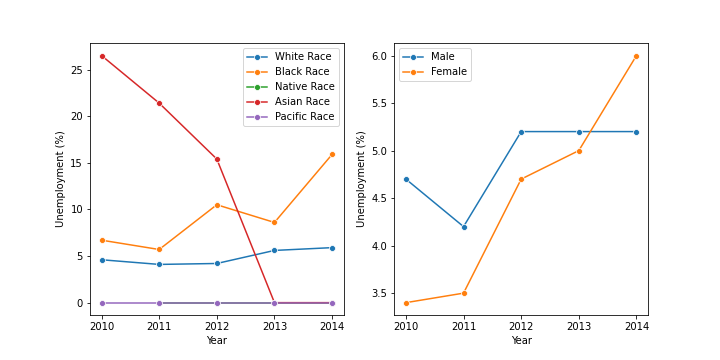 White Race
Black Race
Native Race
Asian Race
Pacific Race
25
20
15
10
5
0
Unemployment (%)
2010 2011 2012 2013 2014
Year
Male
Female
6.0
5.5
5.0
4.5
4.0
3.5
Unemployment (%)
2010 2011 2012 2013 2014
Year